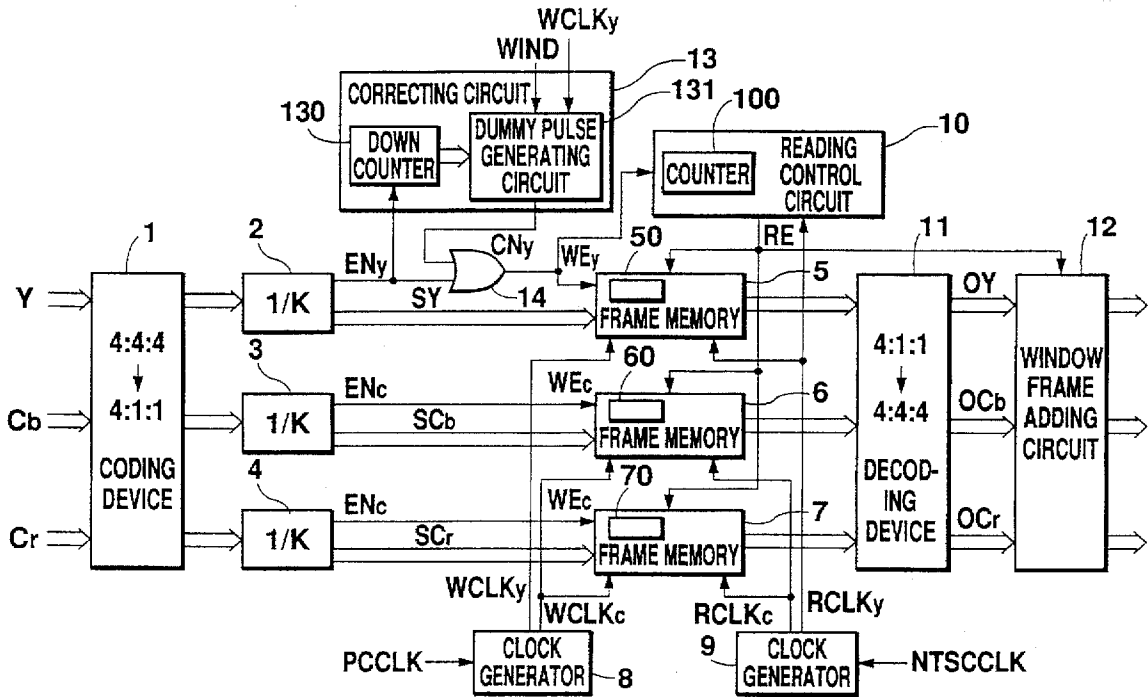 WCLKy
WIND
13
CORRECTING CIRCUIT
131
130
DOWN
COUNTER
DUMMY PULSE
GENERATING
CIRCUIT
100
10
COUNTER
READING
CONTROL
CIRCUIT
1
2
ENy
CNy
WEy
50
RE
5
11
12
Y
1/K
SY
14
FRAME MEMORY
OY
4:4:4
4:1:1
CODING
DEVICE
3
ENc
WEc
60
6
4:1:1
4:4:4
DECOD-
ING
DEVICE
WINDOW
FRAME
ADDING
CIRCUIT
Cb
1/K
SCb
FRAME MEMORY
OCb
4
ENc
WEc
70
7
Cr
1/K
SCr
FRAME MEMORY
OCr
WCLKy
WCLKc
RCLKc
RCLKy
PCCLK
CLOCK
GENERATOR
8
9
CLOCK
GENERATOR
NTSCCLK